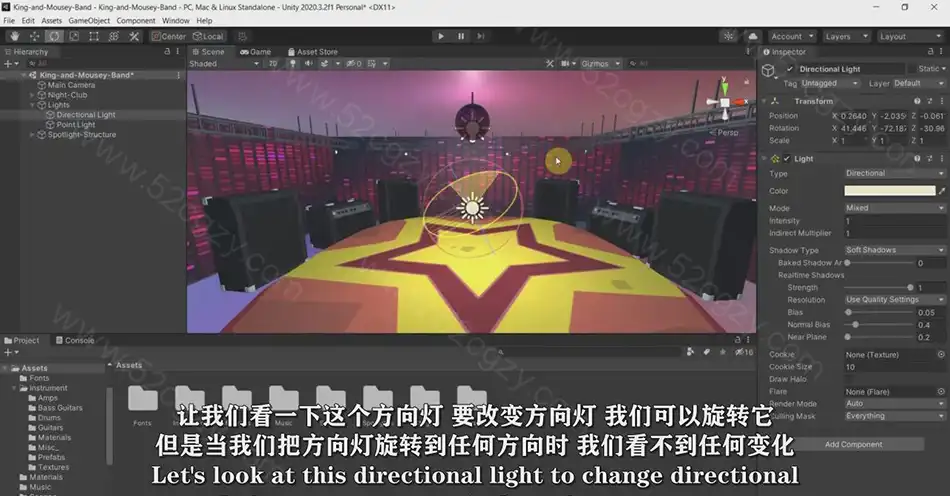 King-and-Mousey-Band - King-and-Mousey-Band - PC, Mac & Linux Standalone - Unity 2020.3.2f1 Personal* <DX11>
File Edit Assets GameObject Component Window Help
Center Local Account Layers Layout
Hierarchy Scene Game Asset Store Inspector
All
Shaded 2D 0 Gizmos All
King-and-Mousey-Band*
Main Camera
Night-Club
Lights
Directional Light
Point Light
Spotlight-Structure
Persp
Directional Light Static
Tag Untagged Layer Default
Transform
Position X 0.2640 Y -2.035 Z -0.061
Rotation X 41.446 Y -72.187 Z -30.96
Scale X 1 Y 1 Z 1
Light
Type Directional
Color
Mode Mixed
Intensity 1
Indirect Multiplier 1
Shadow Type Soft Shadows
Baked Shadow An 0
Realtime Shadows
Strength 1
Resolution Use Quality Settings
Bias 0.05
Normal Bias 0.4
Near Plane 0.2
Cookie None (Texture)
Cookie Size 10
Draw Halo
Flare None (Flare)
Render Mode Auto
Culling Mask Everything
Add Component
Project Console
16
Assets
Fonts
Instrument
Amps
Bass Guitars
Drums
Guitars
Materials
Misc_
Prefabs
Textures
Materials
Music
Assets
Fonts
www.52cgzy.com
让我们看一下这个方向灯 要改变方向灯 我们可以旋转它
但是当我们把方向灯旋转到任何方向时 我们看不到任何变化
Let's look at this directional light to change directional